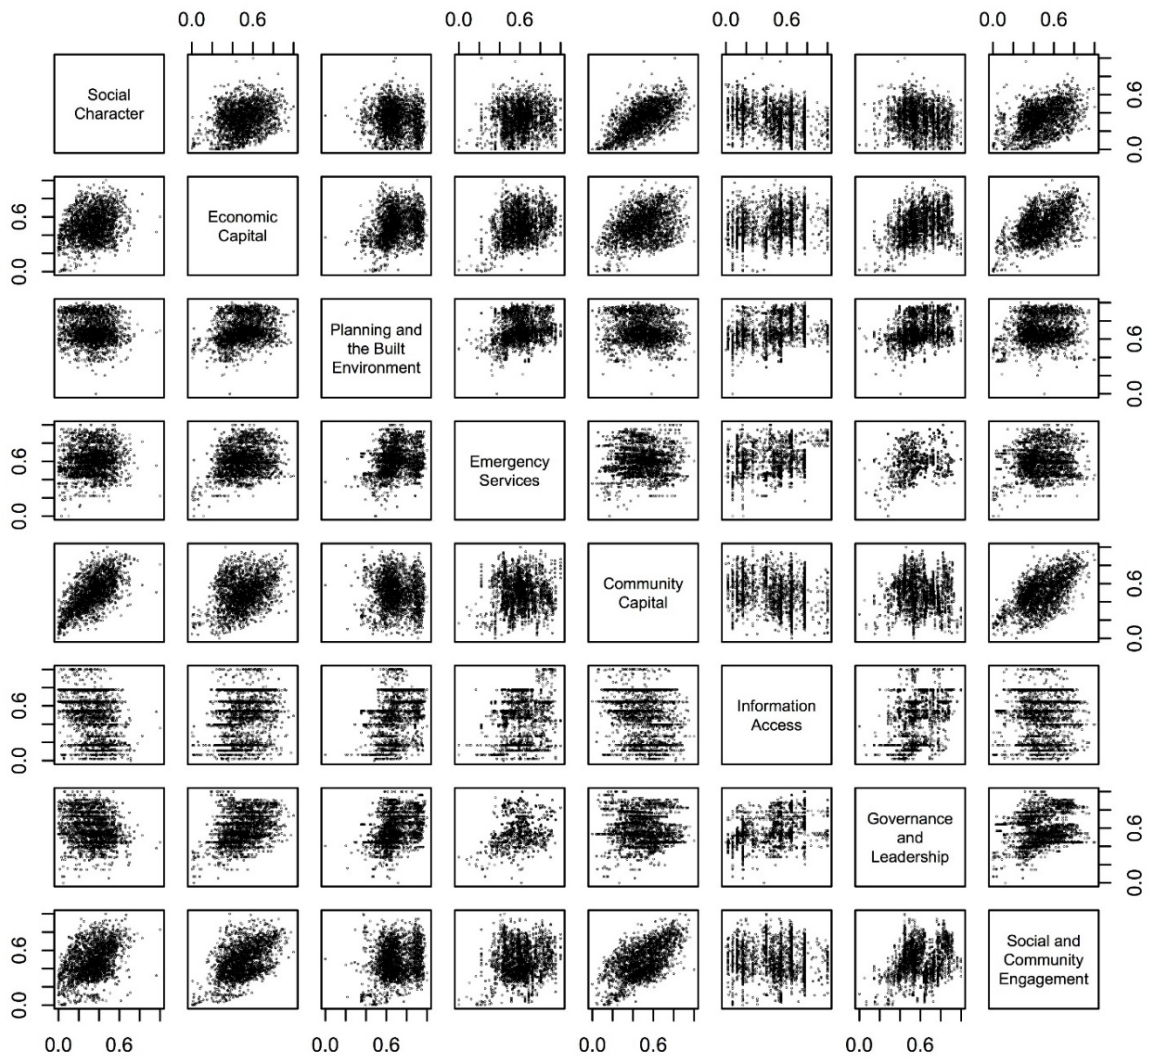 0.0 0.6 0.0 0.6 0.0 0.6 0.0 0.6
Social
Character
0.6
0.0
0.6
0.0
Economic
Capital
Planning and
the Built
Environment
0.6
0.0
0.6
0.0
Emergency
Services
Community
Capital
0.6
0.0
0.6
0.0
Information
Access
Governance
and
Leadership
0.6
0.0
0.6
0.0
Social and
Community
Engagement
0.0 0.6 0.0 0.6 0.0 0.6 0.0 0.6